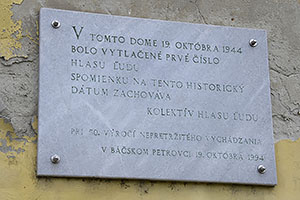 V TOMTO DOME 19 OKTÓBRA 1944
BOLO VYTLAČENÉ PRVÉ ČÍSLO
HLASU ĽUDU
SPOMIENKU NA TENTO HISTORICKÝ
DÁTUM ZACHOVÁVA
KOLEKTÍV HLASU ĽUDU
PRI 50. VÝROČÍ NEPRETRŽITÉHO VYCHÁDZANIA
V BÁČSKOM PETROVCI 19. OKTÓBRA 1994